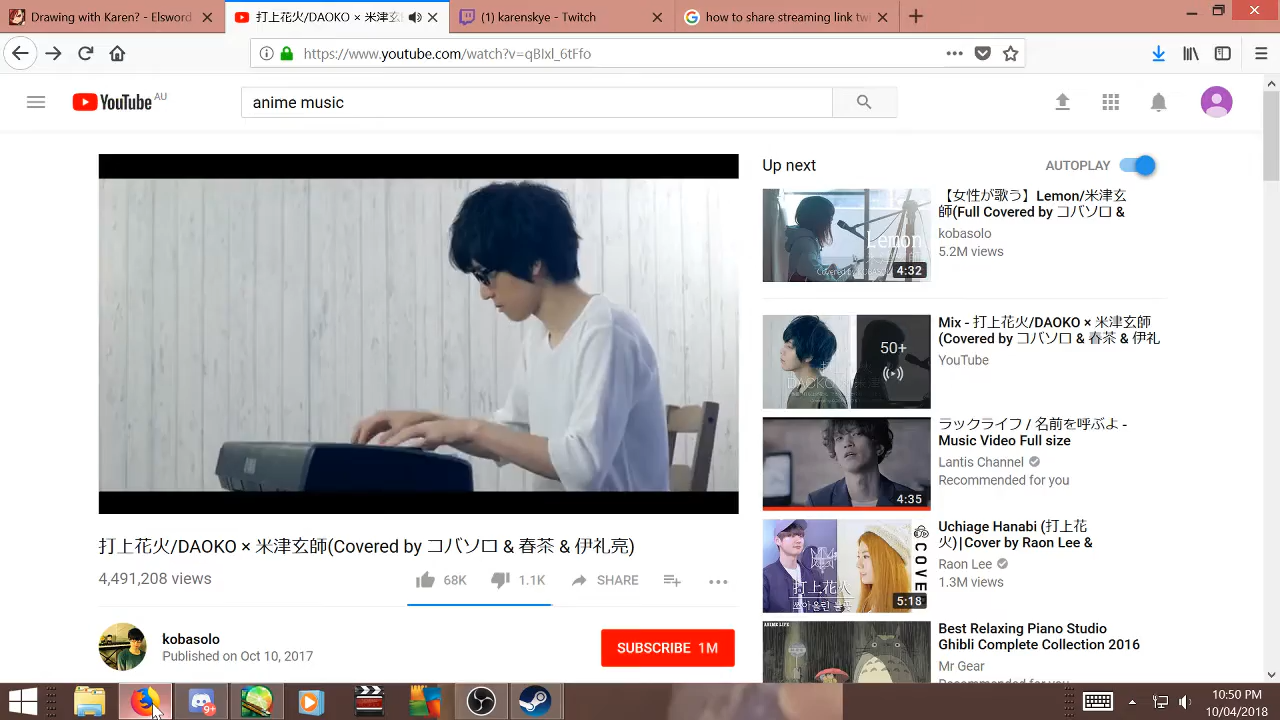 Drawing with Karen? - Elsword
打上花火/DAOKO × 米津玄
(1) karenskye - Twitch
how to share streaming link twi
https://www.youtube.com/watch?v=qBIxl_6tFfo
YouTube AU
anime music
Up next
AUTOPLAY
Lemon
4:32
【女性が歌う】Lemon/米津玄
師(Full Covered by コバソロ &
kobasolo
5.2M views
50+
Mix - 打上花火/DAOKO × 米津玄師
(Covered by コバソロ & 春茶 & 伊礼
YouTube
4:35
ラックライフ / 名前を呼ぶよ -
Music Video Full size
Lantis Channel
Recommended for you
COVE
5:18
Uchiage Hanabi (打上花
火)|Cover by Raon Lee &
Raon Lee
1.3M views
Best Relaxing Piano Studio
Ghibli Complete Collection 2016
Mr Gear
打上花火/DAOKO × 米津玄師(Covered by コバソロ & 春茶 & 伊礼亮)
4,491,208 views
68K
1.1K
SHARE
kobasolo
Published on Oct 10, 2017
SUBSCRIBE 1M
9+
10:50 PM
10/04/2018